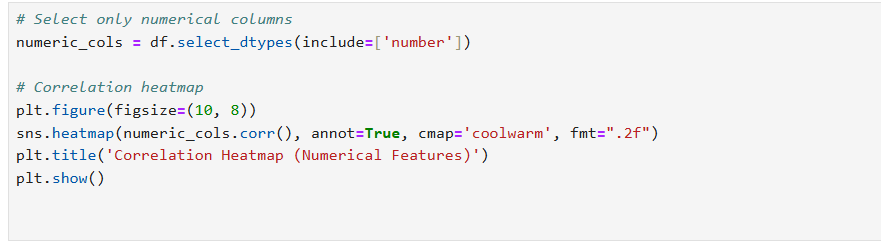 # Select only numerical columns
numeric_cols = df.select_dtypes(include=['number'])
# Correlation heatmap
plt.figure(figsize=(10, 8))
sns.heatmap(numeric_cols.corr(), annot=True, cmap='coolwarm', fmt=".2f")
plt.title('Correlation Heatmap (Numerical Features)')
plt.show()